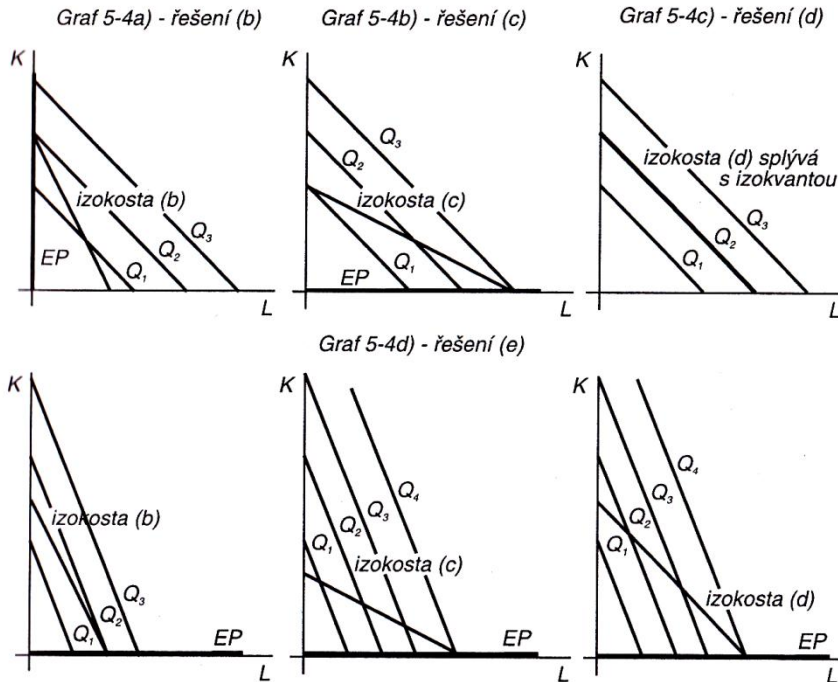 Graf 5-4a) - řešení (b)
Graf 5-4b) - řešení (c)
Graf 5-4c) - řešení (d)
K
Q₃
izokosta (b)
EP
Q₁
Q₂
L
K
Q₃
Q₂
izokosta (c)
EP
Q₁
L
K
izokosta (d) splývá
s izokvantou
Q₃
Q₂
Q₁
L
Graf 5-4d) - řešení (e)
K
izokosta (b)
Q₁
Q₂
Q₃
EP
L
K
Q₄
Q₃
Q₂
Q₁
izokosta (c)
EP
L
K
Q₄
Q₃
Q₂
Q₁
izokosta (d)
EP
L